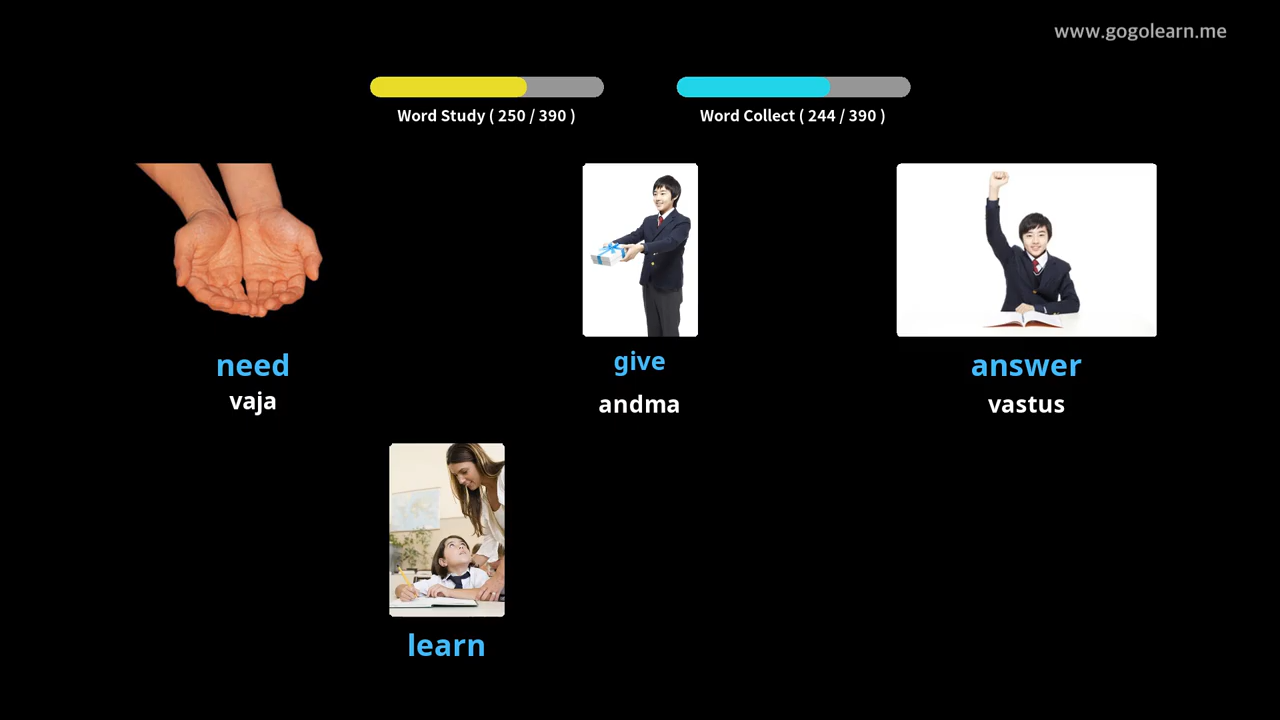 www.gogolearn.me
Word Study ( 250 / 390 )
Word Collect ( 244 / 390 )
need
vaja
give
andma
answer
vastus
learn